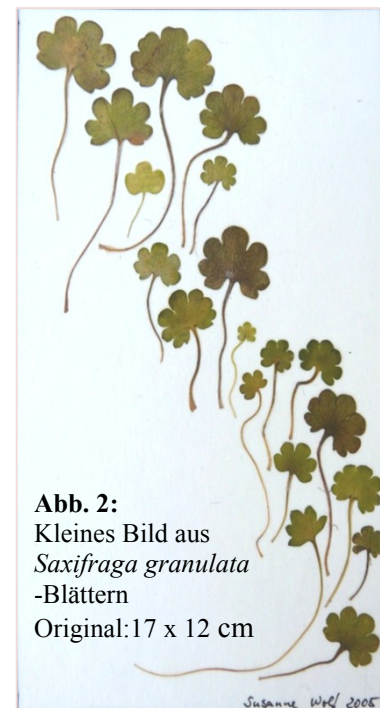 Abb. 2:
Kleines Bild aus
Saxifraga granulata
-Blättern
Original:17 x 12 cm
Susanne Wolf 2005